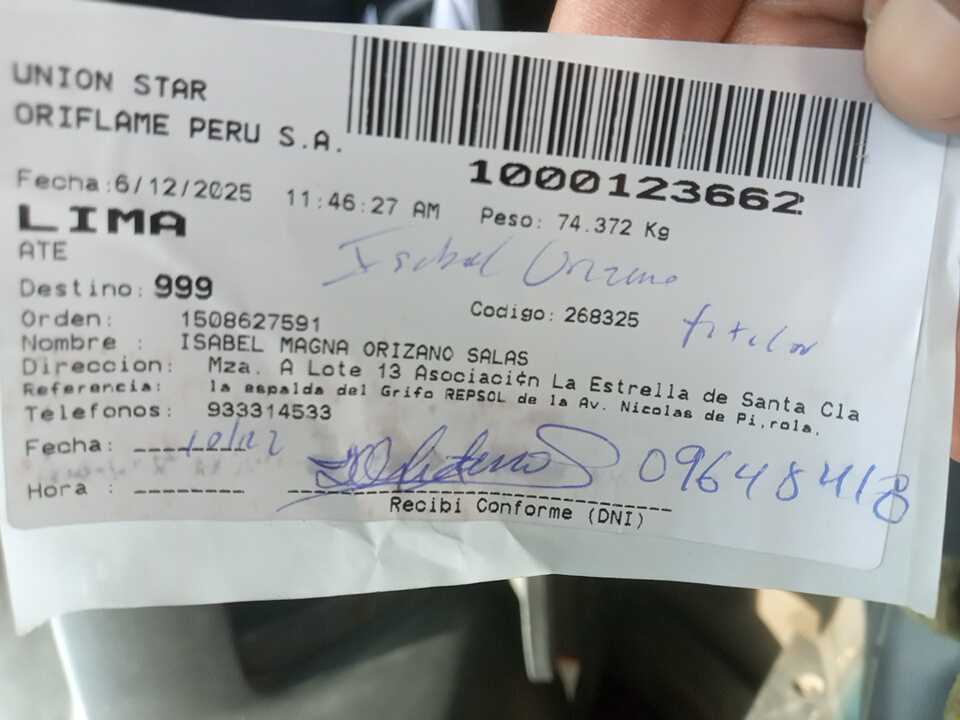 UNION STAR
ORIFLAME PERU S.A.
1000123662
Fecha:6/12/2025 11:46:27 AM Peso: 74.372 Kg
LIMA
ATE
Isabel Orizano
Destino: 999
Codigo: 268325 titular
Orden: 1508627591
Nombre : ISABEL MAGNA ORIZANO SALAS
Direccion: Mza. A Lote 13 Asociación La Estrella de Santa Cla
Referencia: la espalda del Grifo REPSOL de la Av. Nicolas de Pi,rola,
Telefonos: 933314533
Fecha: 10/12
09648418
Hora :
Recibi Conforme (DNI)